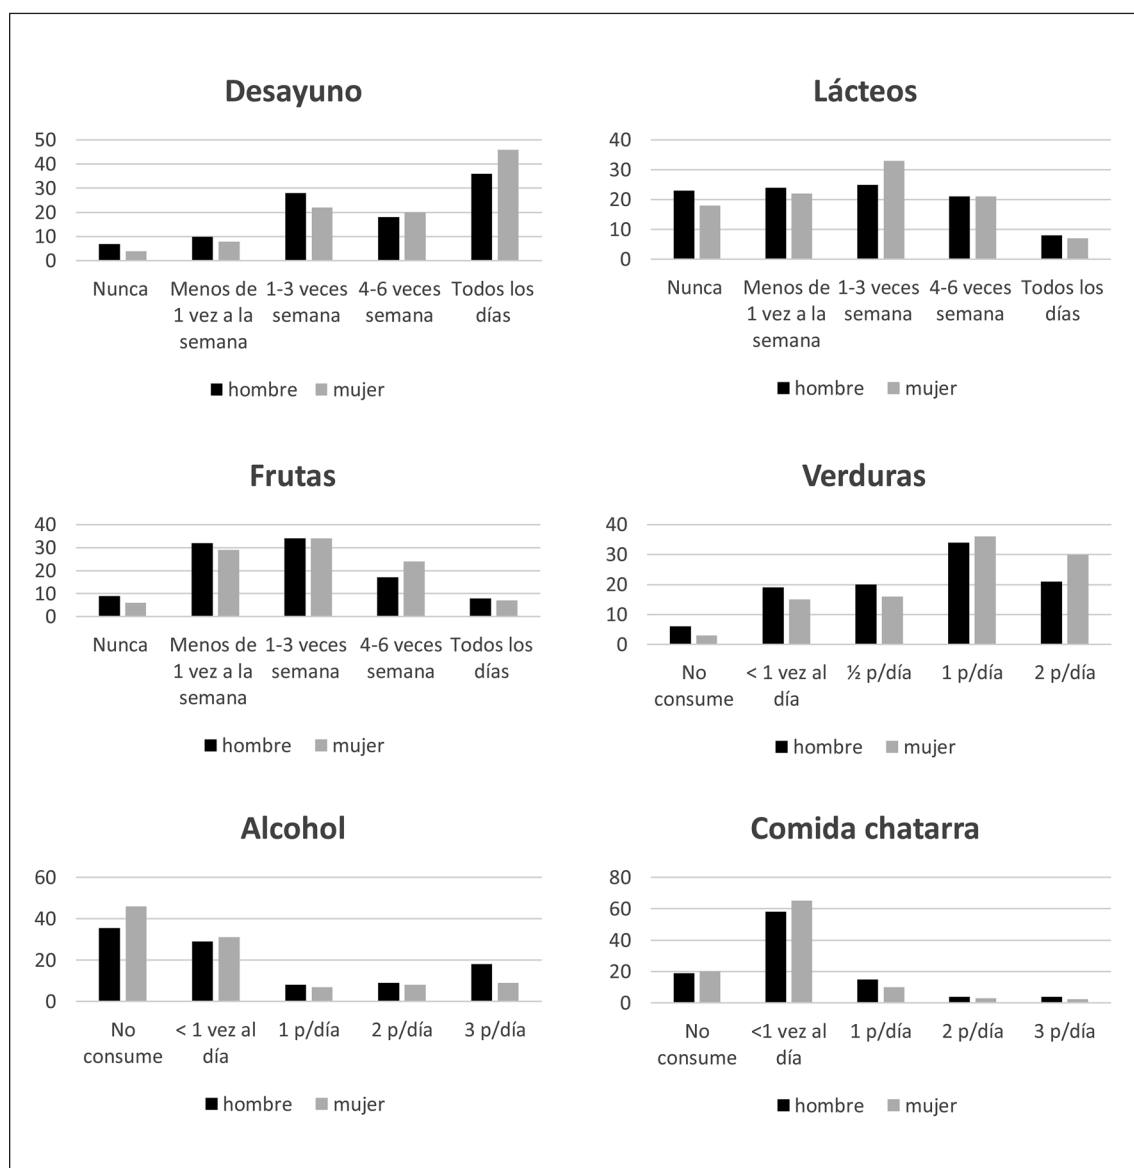 Desayuno
50
40
30
20
10
0
Nunca
Menos de
1 vez a la
semana
1-3 veces
semana
4-6 veces
semana
Todos los
días
hombre
mujer
Lácteos
40
30
20
10
0
Nunca
Menos de
1 vez a la
semana
1-3 veces
semana
4-6 veces
semana
Todos los
días
hombre
mujer
Frutas
40
30
20
10
0
Nunca
Menos de
1 vez a la
semana
1-3 veces
semana
4-6 veces
semana
Todos los
días
hombre
mujer
Verduras
40
30
20
10
0
No
consume
< 1 vez al
día
½ p/día
1 p/día
2 p/día
hombre
mujer
Alcohol
60
40
20
0
No
consume
< 1 vez al
día
1 p/día
2 p/día
3 p/día
hombre
mujer
Comida chatarra
80
60
40
20
0
No
consume
<1 vez al
día
1 p/día
2 p/día
3 p/día
hombre
mujer